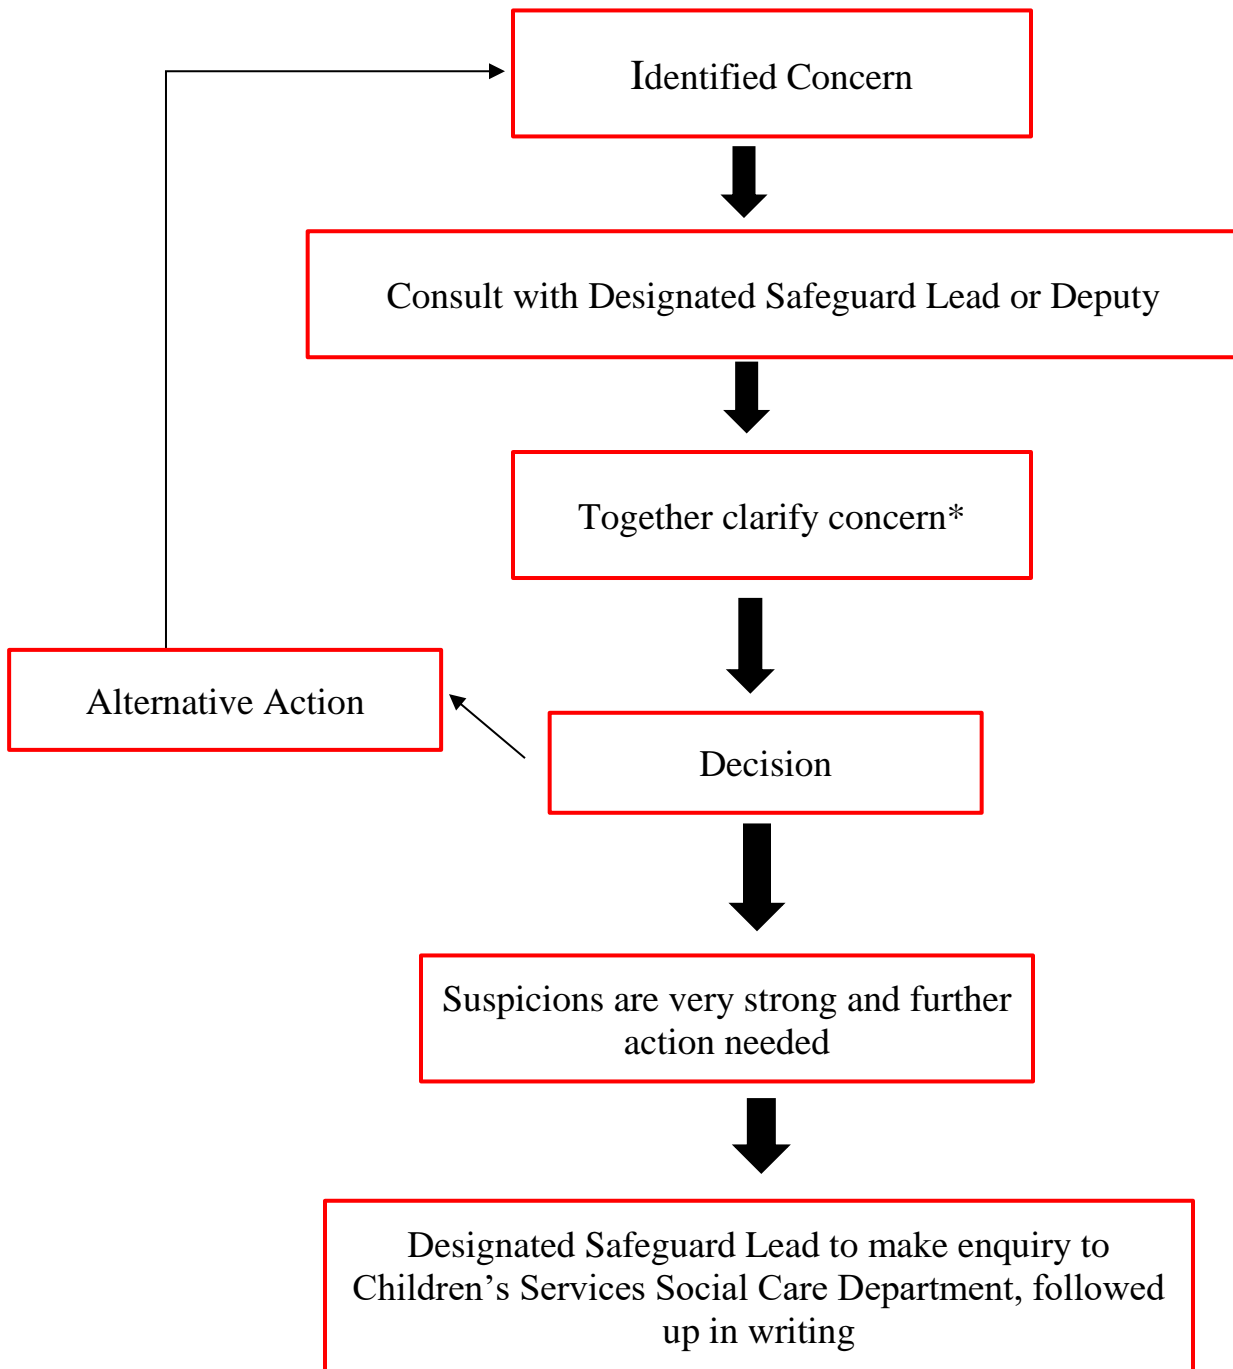 Identified Concern
Consult with Designated Safeguard Lead or Deputy
Together clarify concern*
Alternative Action
Decision
Suspicions are very strong and further
action needed
Designated Safeguard Lead to make enquiry to
Children’s Services Social Care Department, followed
up in writing